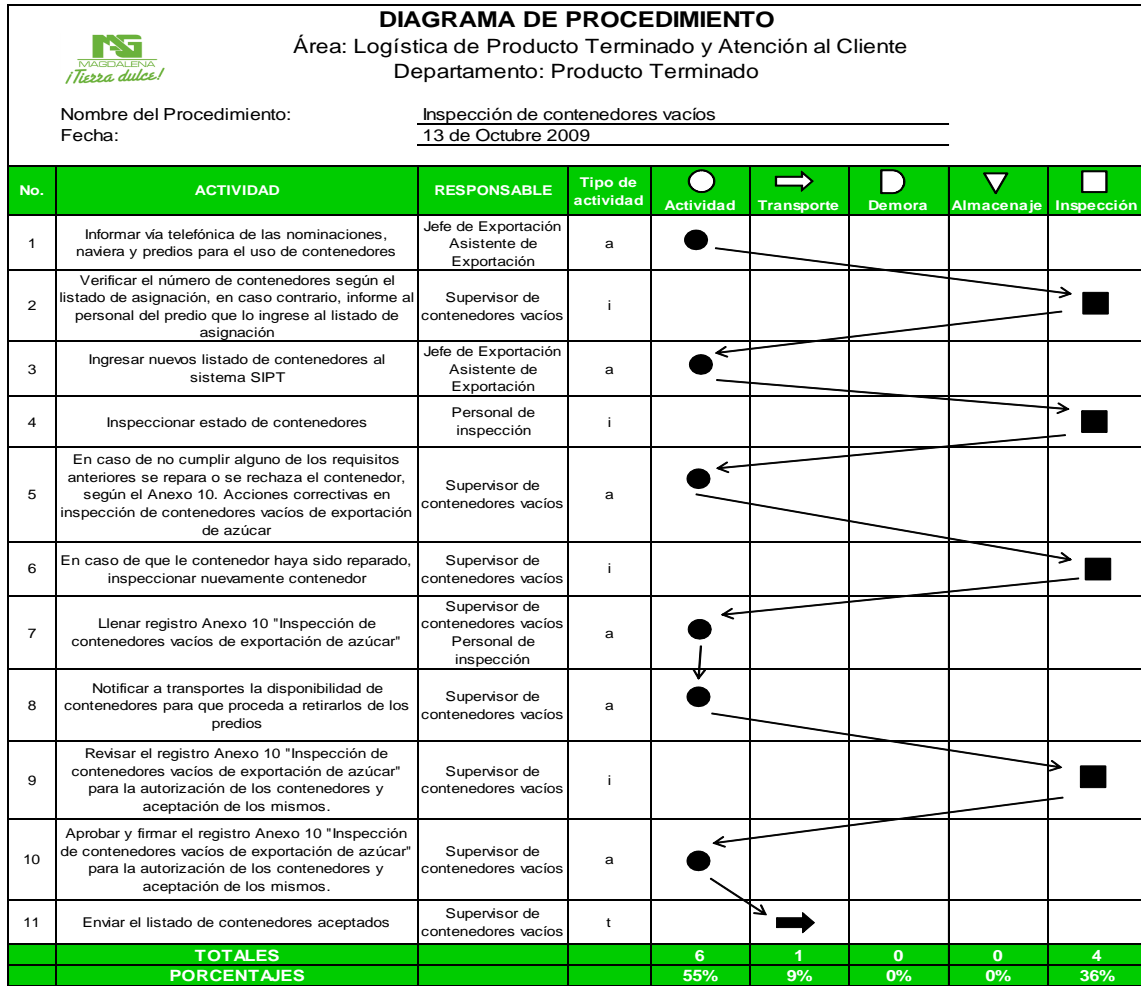 DIAGRAMA DE PROCEDIMIENTO
MAGDALENA
¡Tierra dulce!
Área: Logística de Producto Terminado y Atención al Cliente
Departamento: Producto Terminado
Nombre del Procedimiento: Inspección de contenedores vacíos
Fecha: 13 de Octubre 2009
No. ACTIVIDAD RESPONSABLE Tipo de
actividad Actividad Transporte Demora Almacenaje Inspección
1
Informar vía telefónica de las nominaciones,
naviera y predios para el uso de contenedores
Jefe de Exportación
Asistente de
Exportación
a
2
Verificar el número de contenedores según el
listado de asignación, en caso contrario, informe al
personal del predio que lo ingrese al listado de
asignación
Supervisor de
contenedores vacíos
i
3
Ingresar nuevos listado de contenedores al
sistema SIPT
Jefe de Exportación
Asistente de
Exportación
a
4
Inspeccionar estado de contenedores
Personal de
inspección
i
5
En caso de no cumplir alguno de los requisitos
anteriores se repara o se rechaza el contenedor,
según el Anexo 10. Acciones correctivas en
inspección de contenedores vacíos de exportación
de azúcar
Supervisor de
contenedores vacíos
a
6
En caso de que le contenedor haya sido reparado,
inspeccionar nuevamente contenedor
Supervisor de
contenedores vacíos
i
7
Llenar registro Anexo 10 "Inspección de
contenedores vacíos de exportación de azúcar"
Supervisor de
contenedores vacíos
Personal de
inspección
a
8
Notificar a transportes la disponibilidad de
contenedores para que proceda a retirarlos de los
predios
Supervisor de
contenedores vacíos
a
9
Revisar el registro Anexo 10 "Inspección de
contenedores vacíos de exportación de azúcar"
para la autorización de los contenedores y
aceptación de los mismos.
Supervisor de
contenedores vacíos
i
10
Aprobar y firmar el registro Anexo 10 "Inspección
de contenedores vacíos de exportación de azúcar"
para la autorización de los contenedores y
aceptación de los mismos.
Supervisor de
contenedores vacíos
a
11
Enviar el listado de contenedores aceptados
Supervisor de
contenedores vacíos
t
TOTALES 6 1 0 0 4
PORCENTAJES 55% 9% 0% 0% 36%